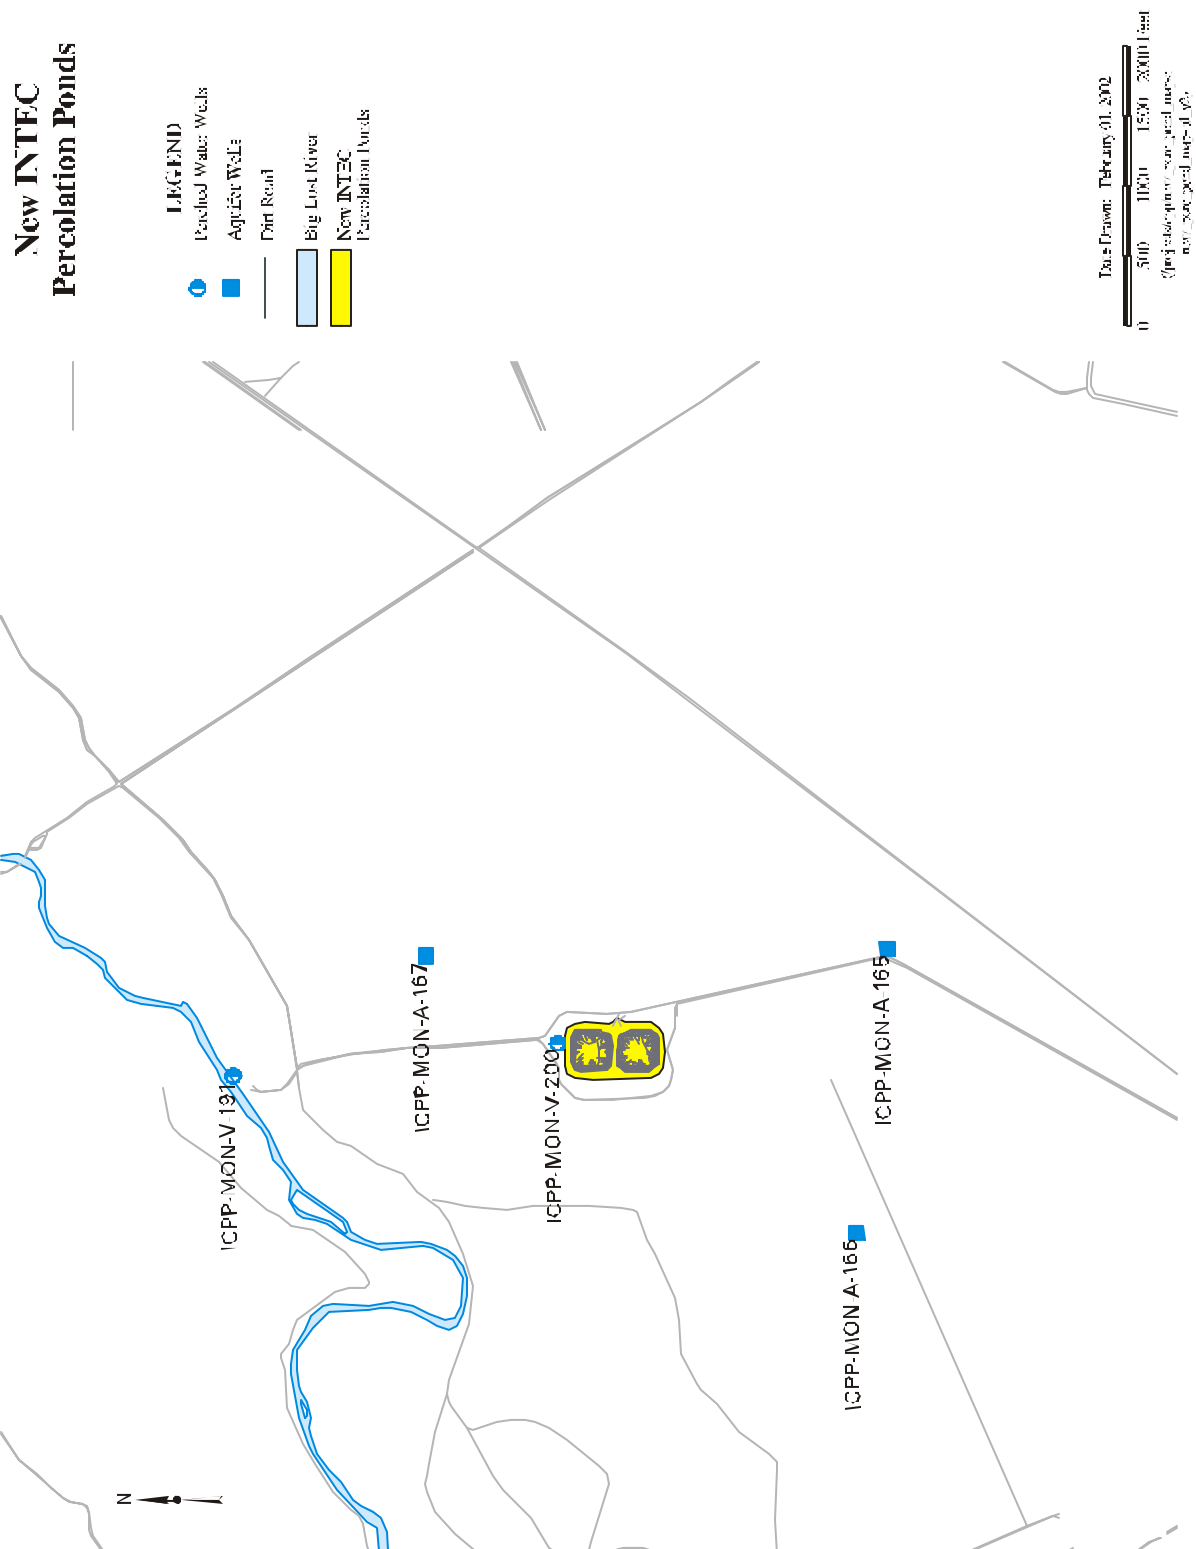 New INTEC
Percolation Ponds
LEGEND
Perched Water Wells
Aquifer Wells
Dirt Road
Big Lost River
New INTEC
Percolation Ponds
Date Drawn: February 01, 2002
0 500 1000 1500 2000 Feet
ICPP-MON-V-191
ICPP-MON-A-167
ICPP-MON-V-200
ICPP-MON-A-165
ICPP-MON-A-166
N